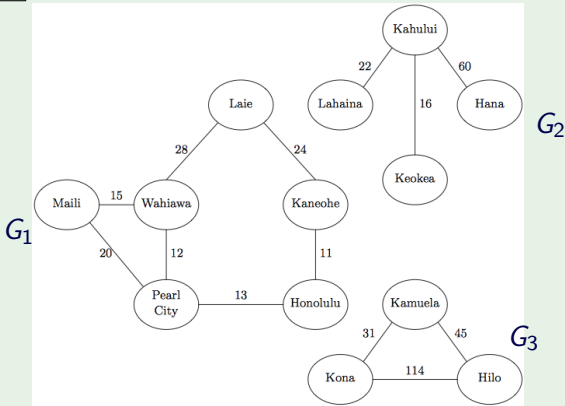 Kahului
22
60
Laie
Lahaina
16
Hana
G2
28
24
Keokea
Maili
15
Wahiawa
Kaneohe
G1
20
12
11
Pearl
City
13
Honolulu
Kamuela
31
45
G3
Kona
114
Hilo